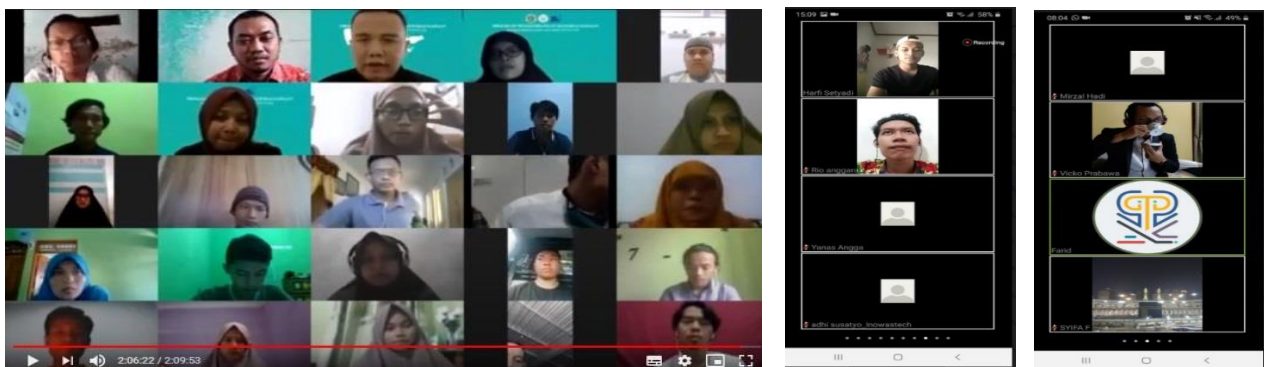 2:06:22 / 2:09:53
15:09
58%
Recording
Harfi Setyadi
Rio anggan
Yanas Angga
adhi susatyo_Inowastech
08:04
49%
Mirzal Hadi
Vicko Prabawa
Farid
SYIFA F